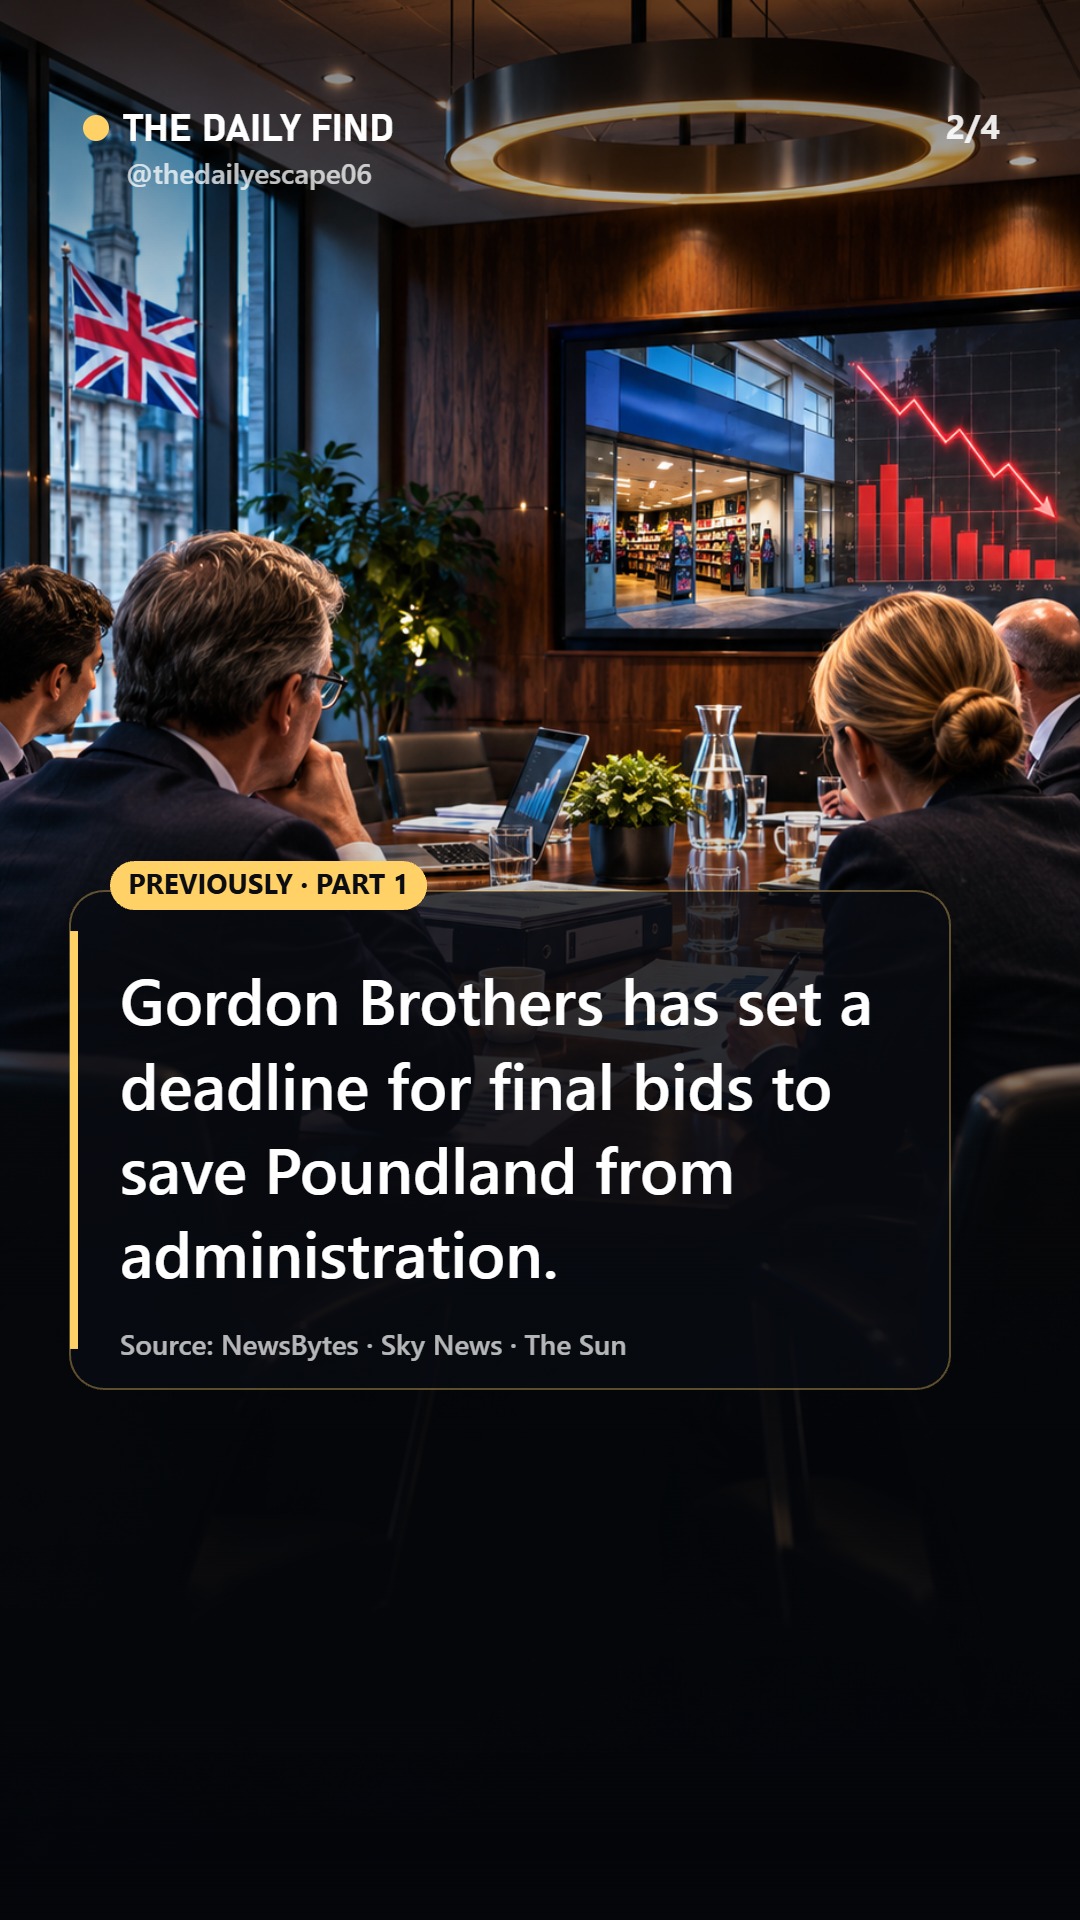 THE DAILY FIND
2/4
@thedailyescape06
PREVIOUSLY · PART 1
Gordon Brothers has set a
deadline for final bids to
save Poundland from
administration.
Source: NewsBytes · Sky News · The Sun